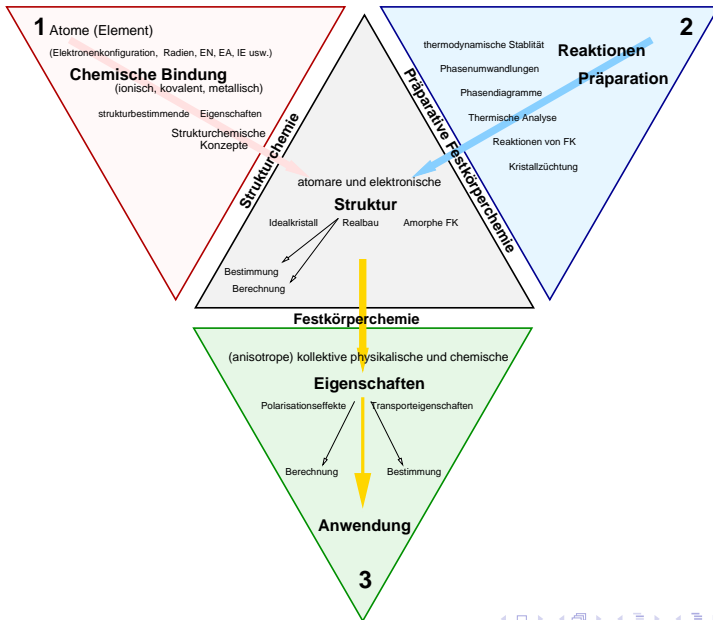 1 Atome (Element)
(Elektronenkonfiguration, Radien, EN, EA, IE usw.)
Chemische Bindung
(ionisch, kovalent, metallisch)
strukturbestimmende Eigenschaften
Strukturchemische
Konzepte
2
thermodynamische Stablität
Reaktionen
Phasenumwandlungen
Präparation
Phasendiagramme
Thermische Analyse
Reaktionen von FK
Kristallzüchtung
Strukturchemie
Präparative Festkörperchemie
atomare und elektronische
Struktur
Idealkristall Realbau Amorphe FK
Bestimmung
Berechnung
Festkörperchemie
(anisotrope) kollektive physikalische und chemische
Eigenschaften
Polarisationseffekte Transporteigenschaften
Berechnung Bestimmung
Anwendung
3